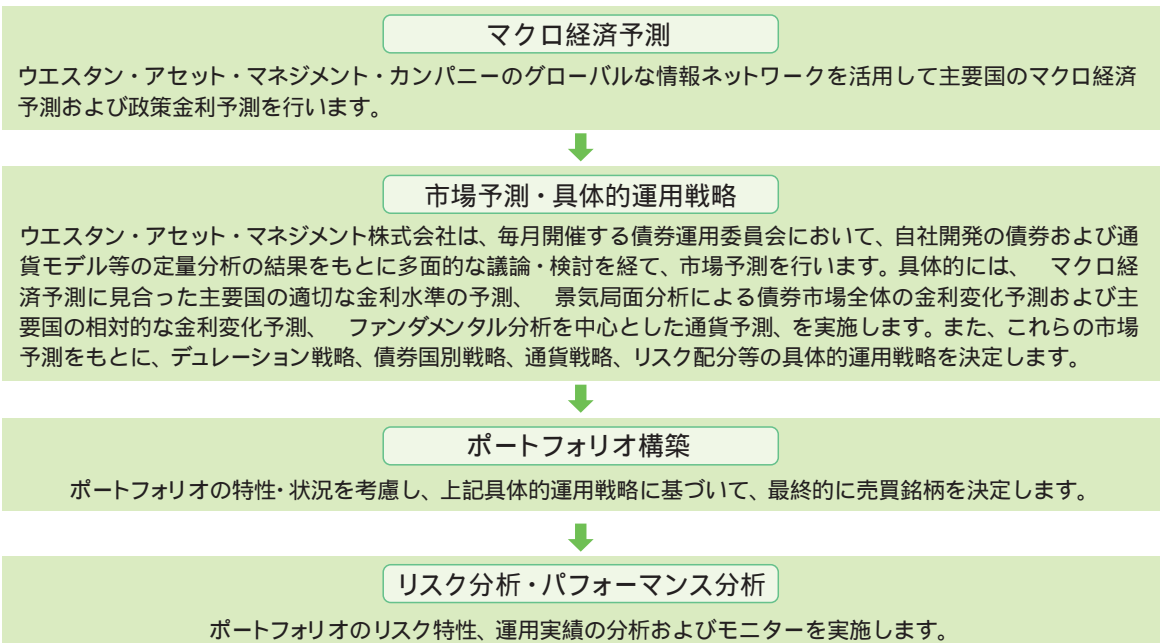 マクロ経済予測
ウエスタン・アセット・マネジメント・カンパニーのグローバルな情報ネットワークを活用して主要国のマクロ経済
予測および政策金利予測を行います。
市場予測・具体的運用戦略
ウエスタン・アセット・マネジメント株式会社は、毎月開催する債券運用委員会において、自社開発の債券および通
貨モデル等の定量分析の結果をもとに多面的な議論・検討を経て、市場予測を行います。具体的には、　マクロ経
済予測に見合った主要国の適切な金利水準の予測、　景気局面分析による債券市場全体の金利変化予測および主
要国の相対的な金利変化予測、　ファンダメンタル分析を中心とした通貨予測、を実施します。また、これらの市場
予測をもとに、デュレーション戦略、債券国別戦略、通貨戦略、リスク配分等の具体的運用戦略を決定します。
ポートフォリオ構築
ポートフォリオの特性・状況を考慮し、上記具体的運用戦略に基づいて、最終的に売買銘柄を決定します。
リスク分析・パフォーマンス分析
ポートフォリオのリスク特性、運用実績の分析およびモニターを実施します。